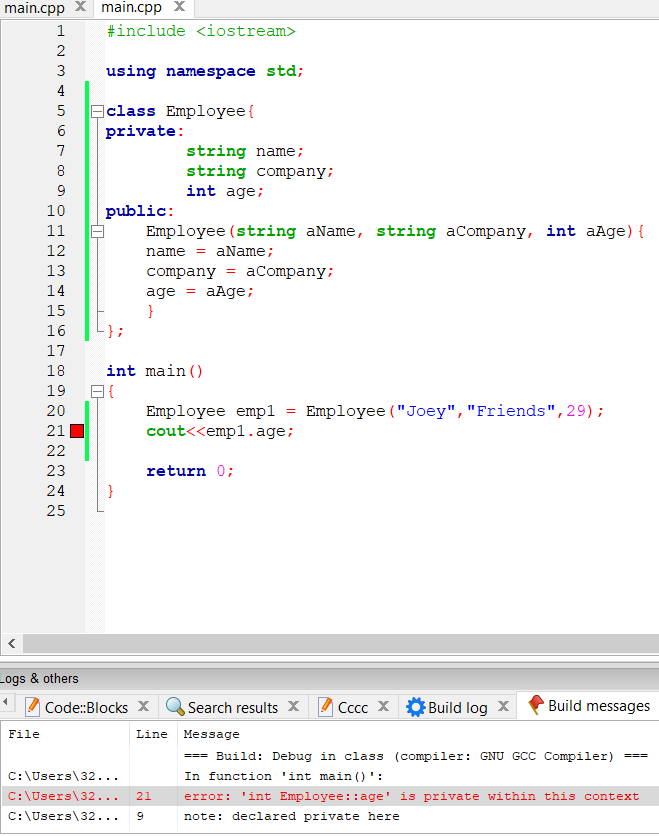 main.cpp X main.cpp X
1 #include <iostream>
2
3 using namespace std;
4
5 class Employee{
6 private:
7 string name;
8 string company;
9 int age;
10 public:
11 Employee(string aName, string aCompany, int aAge){
12 name = aName;
13 company = aCompany;
14 age = aAge;
15 }
16 };
17
18 int main()
19 {
20 Employee emp1 = Employee("Joey","Friends",29);
21 cout<<emp1.age;
22
23 return 0;
24 }
25
Logs & others
Code::Blocks X Search results X Cccc X Build log X Build messages
File Line Message
=== Build: Debug in class (compiler: GNU GCC Compiler) ===
C:\Users\32... In function 'int main()':
C:\Users\32... 21 error: 'int Employee::age' is private within this context
C:\Users\32... 9 note: declared private here